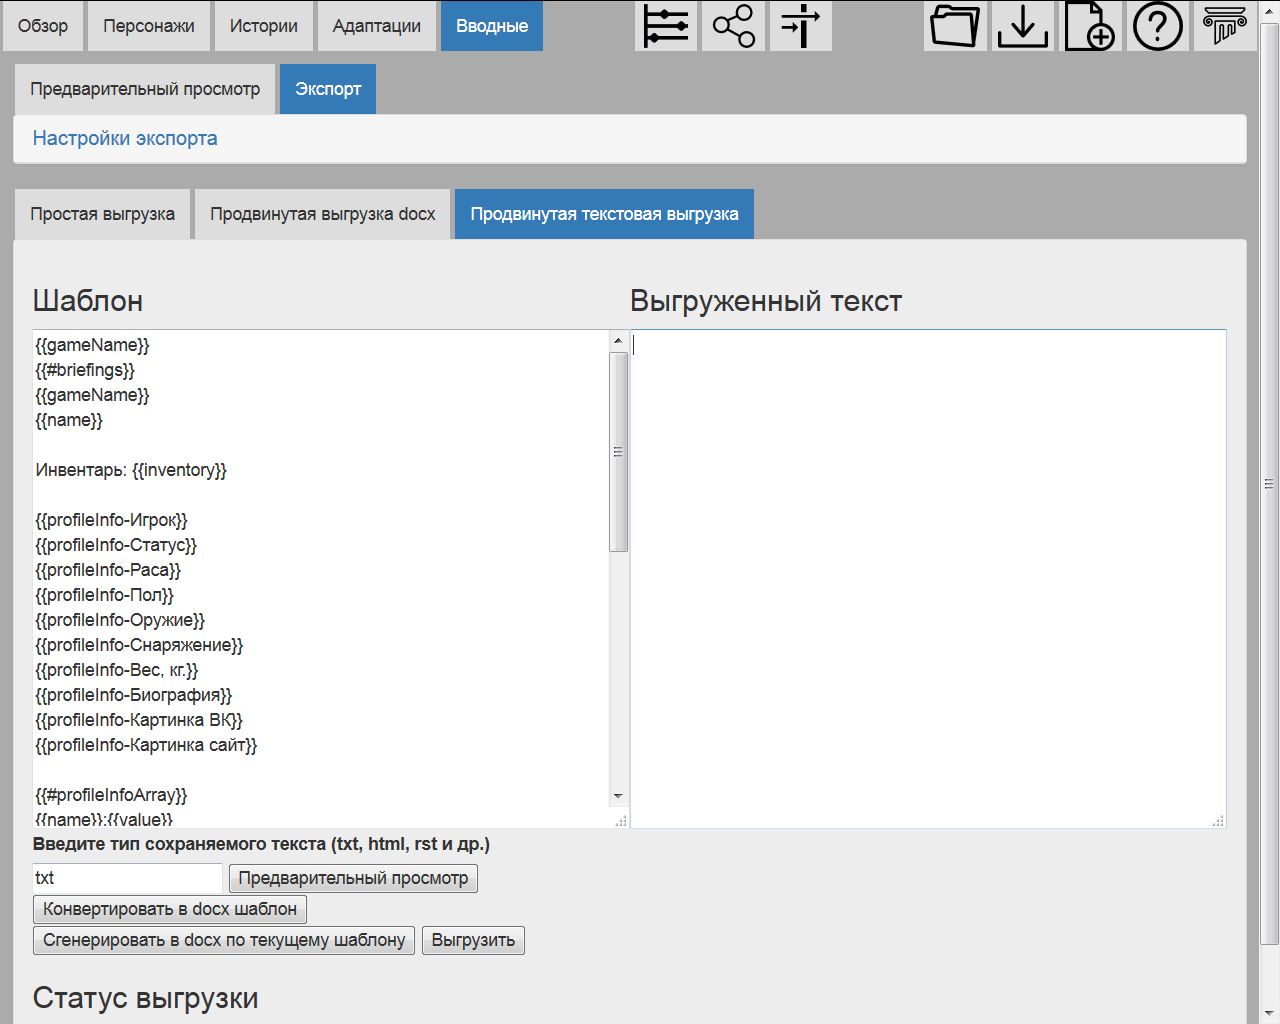 Обзор Персонажи Истории Адаптации Вводные
Предварительный просмотр Экспорт
Настройки экспорта
Простая выгрузка Продвинутая выгрузка docx Продвинутая текстовая выгрузка
Шаблон
{{gameName}}
{{#briefings}}
{{gameName}}
{{name}}
Инвентарь: {{inventory}}
{{profileInfo-Игрок}}
{{profileInfo-Статус}}
{{profileInfo-Раса}}
{{profileInfo-Пол}}
{{profileInfo-Оружие}}
{{profileInfo-Снаряжение}}
{{profileInfo-Вес, кг.}}
{{profileInfo-Биография}}
{{profileInfo-Картинка ВК}}
{{profileInfo-Картинка сайт}}
{{#profileInfoArray}}
{{name}}:{{value}}
Выгруженный текст
Введите тип сохраняемого текста (txt, html, rst и др.)
txt Предварительный просмотр
Конвертировать в docx шаблон
Сгенерировать в docx по текущему шаблону Выгрузить
Статус выгрузки